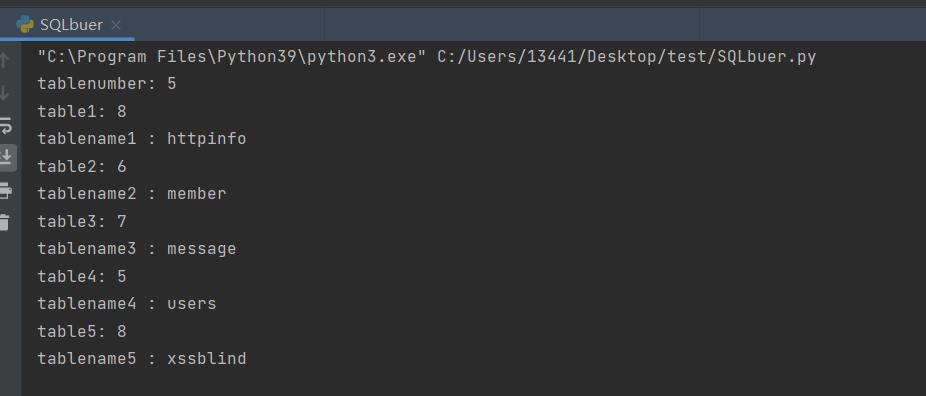 SQLbuer
"C:\Program Files\Python39\python3.exe" C:/Users/13441/Desktop/test/SQLbuer.py
tablenumber: 5
table1: 8
tablename1 : httpinfo
table2: 6
tablename2 : member
table3: 7
tablename3 : message
table4: 5
tablename4 : users
table5: 8
tablename5 : xssblind